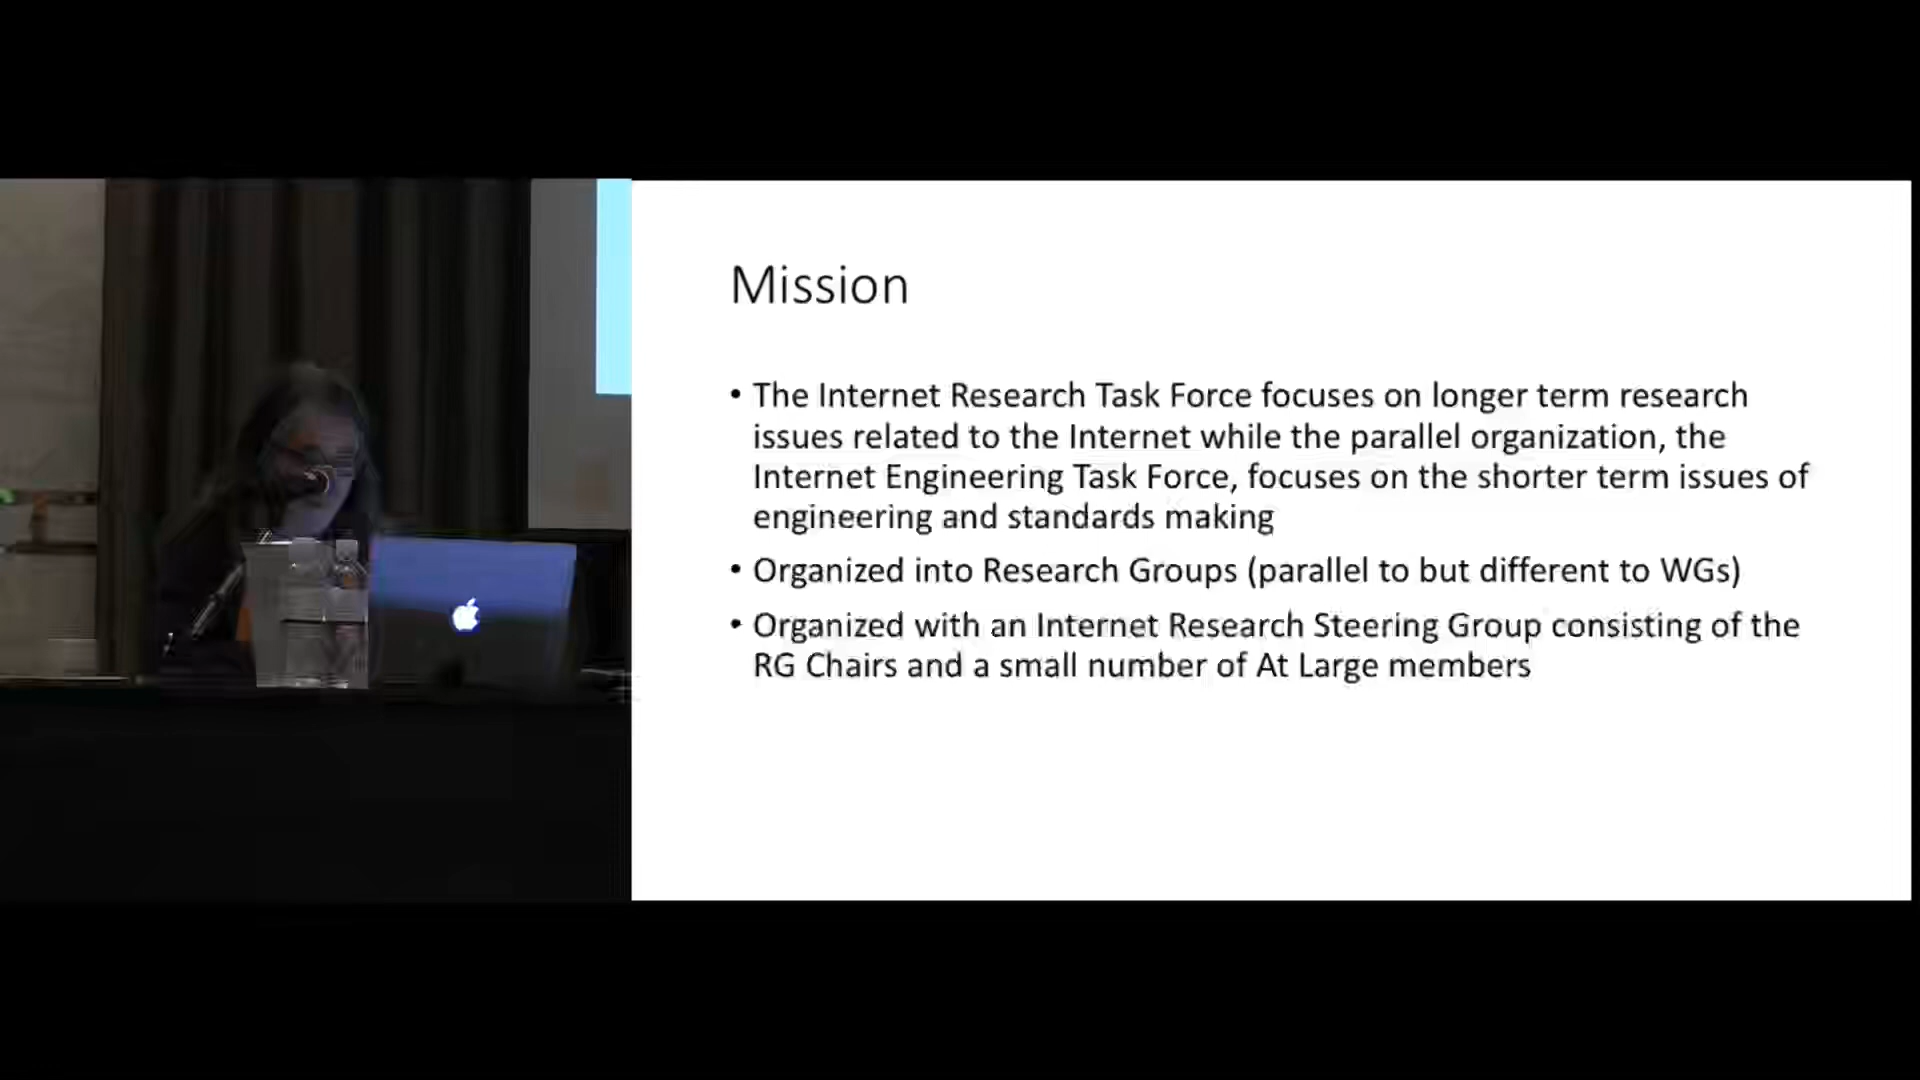 Mission
• The Internet Research Task Force focuses on longer term research
issues related to the Internet while the parallel organization, the
Internet Engineering Task Force, focuses on the shorter term issues of
engineering and standards making
• Organized into Research Groups (parallel to but different to WGs)
• Organized with an Internet Research Steering Group consisting of the
RG Chairs and a small number of At Large members